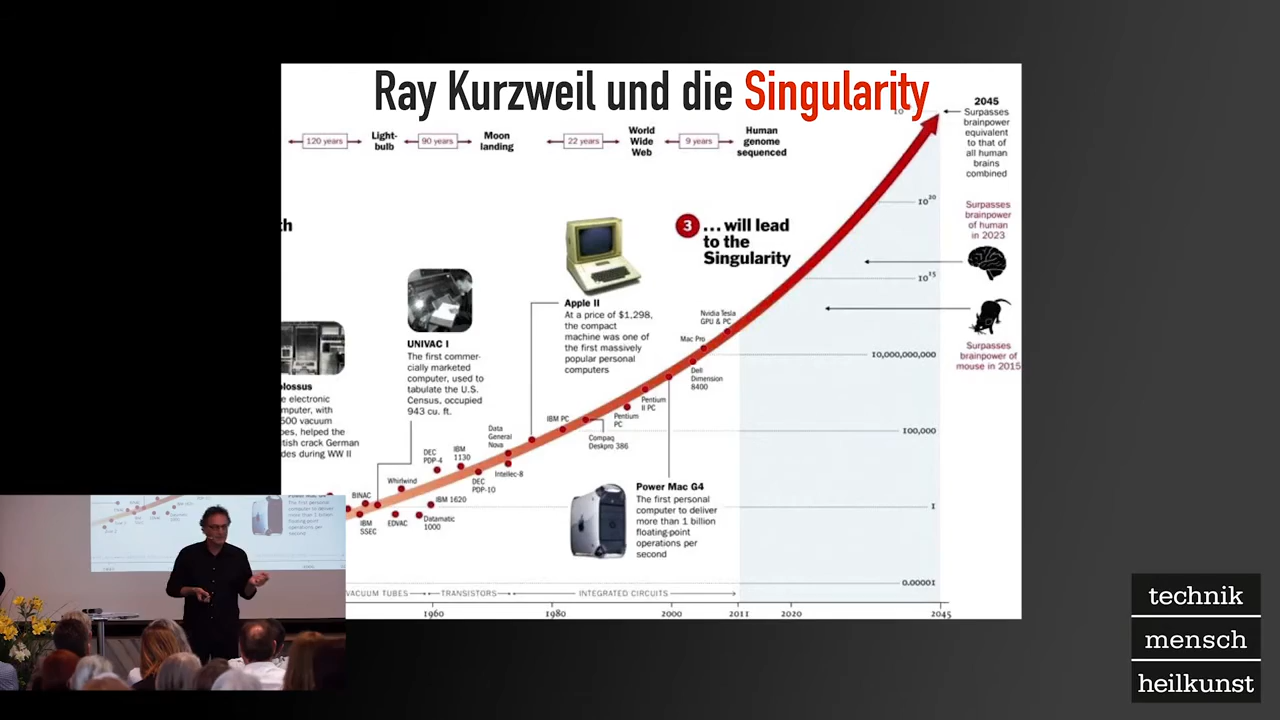 Ray Kurzweil und die Singularity
120 years
Light-
bulb
90 years
Moon
landing
22 years
World
Wide
Web
9 years
Human
genome
sequenced
2045
Surpasses
brainpower
equivalent
to that of
all human
brains
combined
10²⁰
Surpasses
brainpower
of human
in 2023
10¹⁵
Surpasses
brainpower of
mouse in 2015
10,000,000,000
100,000
1
0.00001
th
3 ...will lead
to the
Singularity
Apple II
At a price of $1,298,
the compact
machine was one of
the first massively
popular personal
computers
UNIVAC I
The first commer-
cially marketed
computer, used to
tabulate the U.S.
Census, occupied
943 cu. ft.
olossus
e electronic
mputer, with
500 vacuum
bes, helped the
itish crack German
des during WW II
Nvidia Tesla
GPU & PC
Mac Pro
Dell
Dimension
8400
Pentium
II PC
Pentium
PC
IBM PC
Compaq
Deskpro 386
Data
General
Nova
Intellec-8
IBM
1130
DEC
PDP-4
DEC
PDP-10
Whirlwind
IBM 1620
BINAC
IBM
SSEC
EDVAC
Datamatic
1000
Power Mac G4
The first personal
computer to deliver
more than 1 billion
floating-point
operations per
second
VACUUM TUBES
TRANSISTORS
INTEGRATED CIRCUITS
1960
1980
2000
2011
2020
2045
technik
mensch
heilkunst